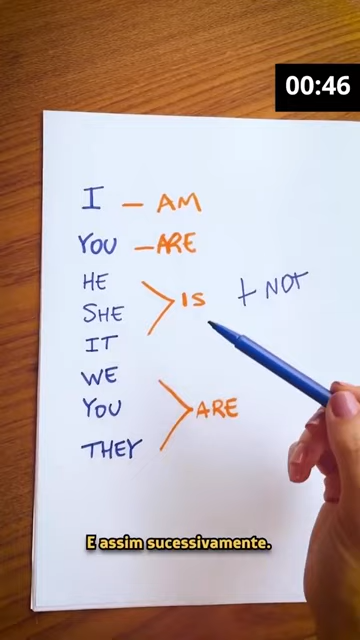 00:46
I — AM
YOU — ARE
HE
SHE
IS + NOT
IT
WE
YOU
ARE
THEY
E assim sucessivamente.